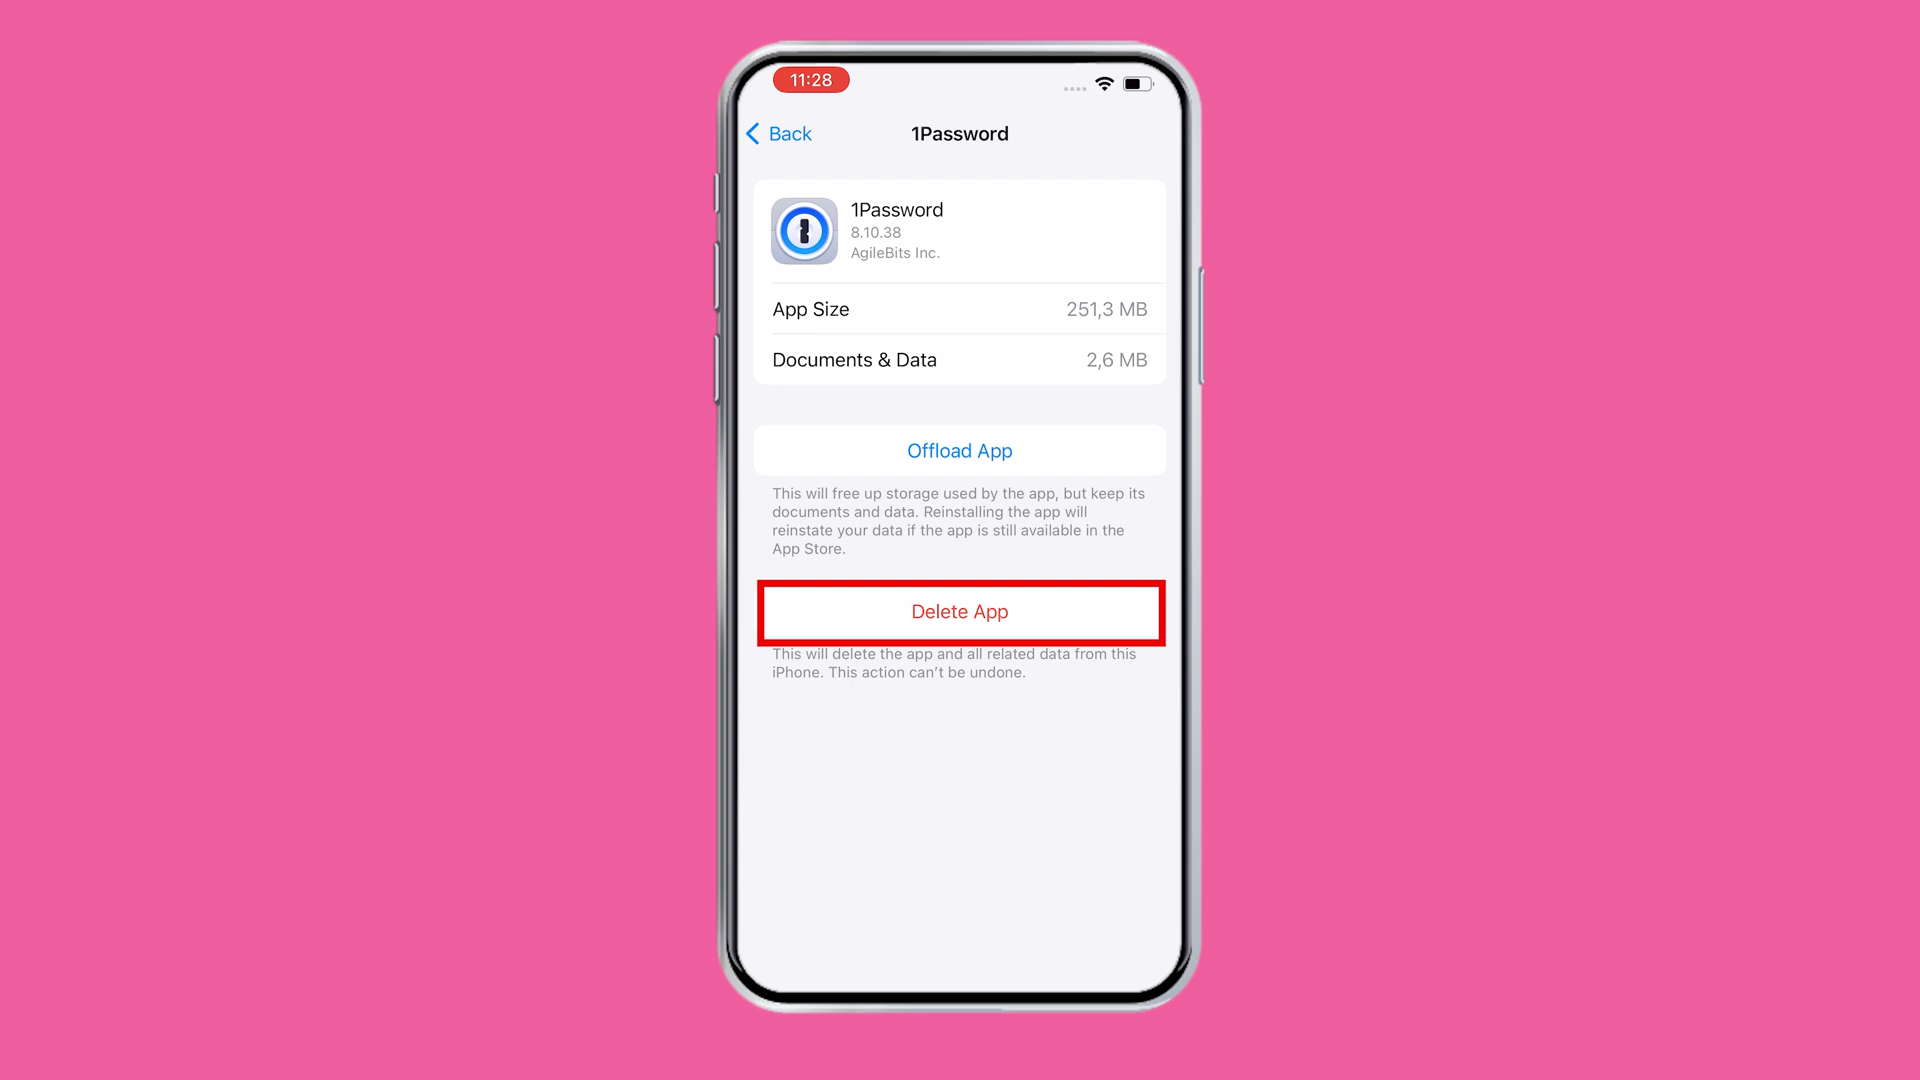 11:28
Back
1Password
1Password
8.10.38
AgileBits Inc.
App Size
251,3 MB
Documents & Data
2,6 MB
Offload App
This will free up storage used by the app, but keep its
documents and data. Reinstalling the app will
reinstate your data if the app is still available in the
App Store.
Delete App
This will delete the app and all related data from this
iPhone. This action can’t be undone.